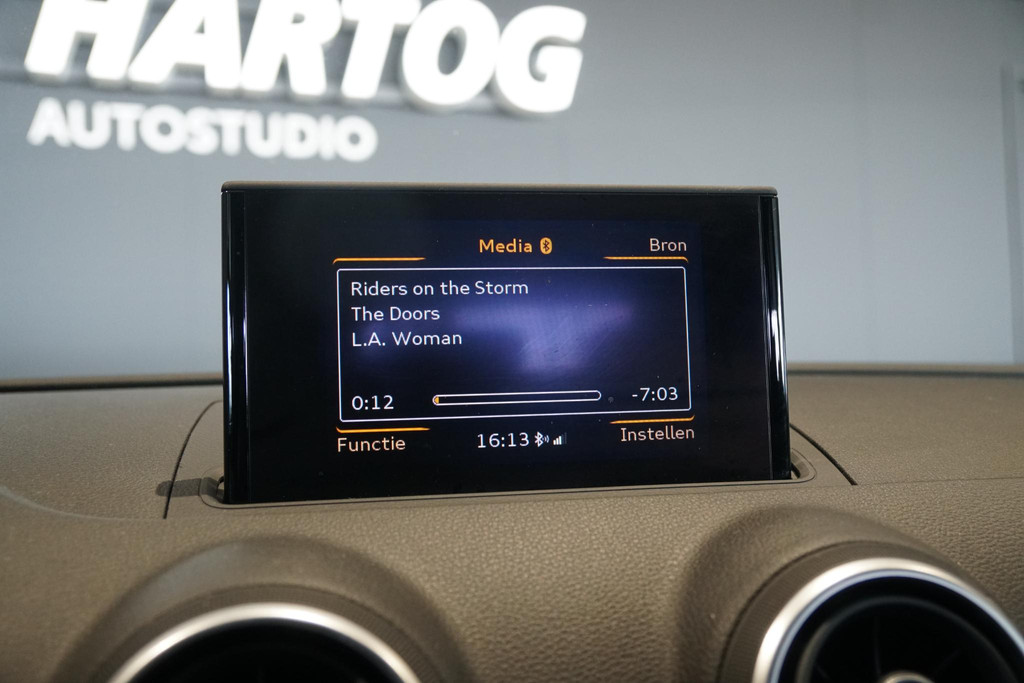 HARTOG
AUTOSTUDIO
Media
Bron
Riders on the Storm
The Doors
L.A. Woman
0:12
-7:03
Functie
16:13
Instellen